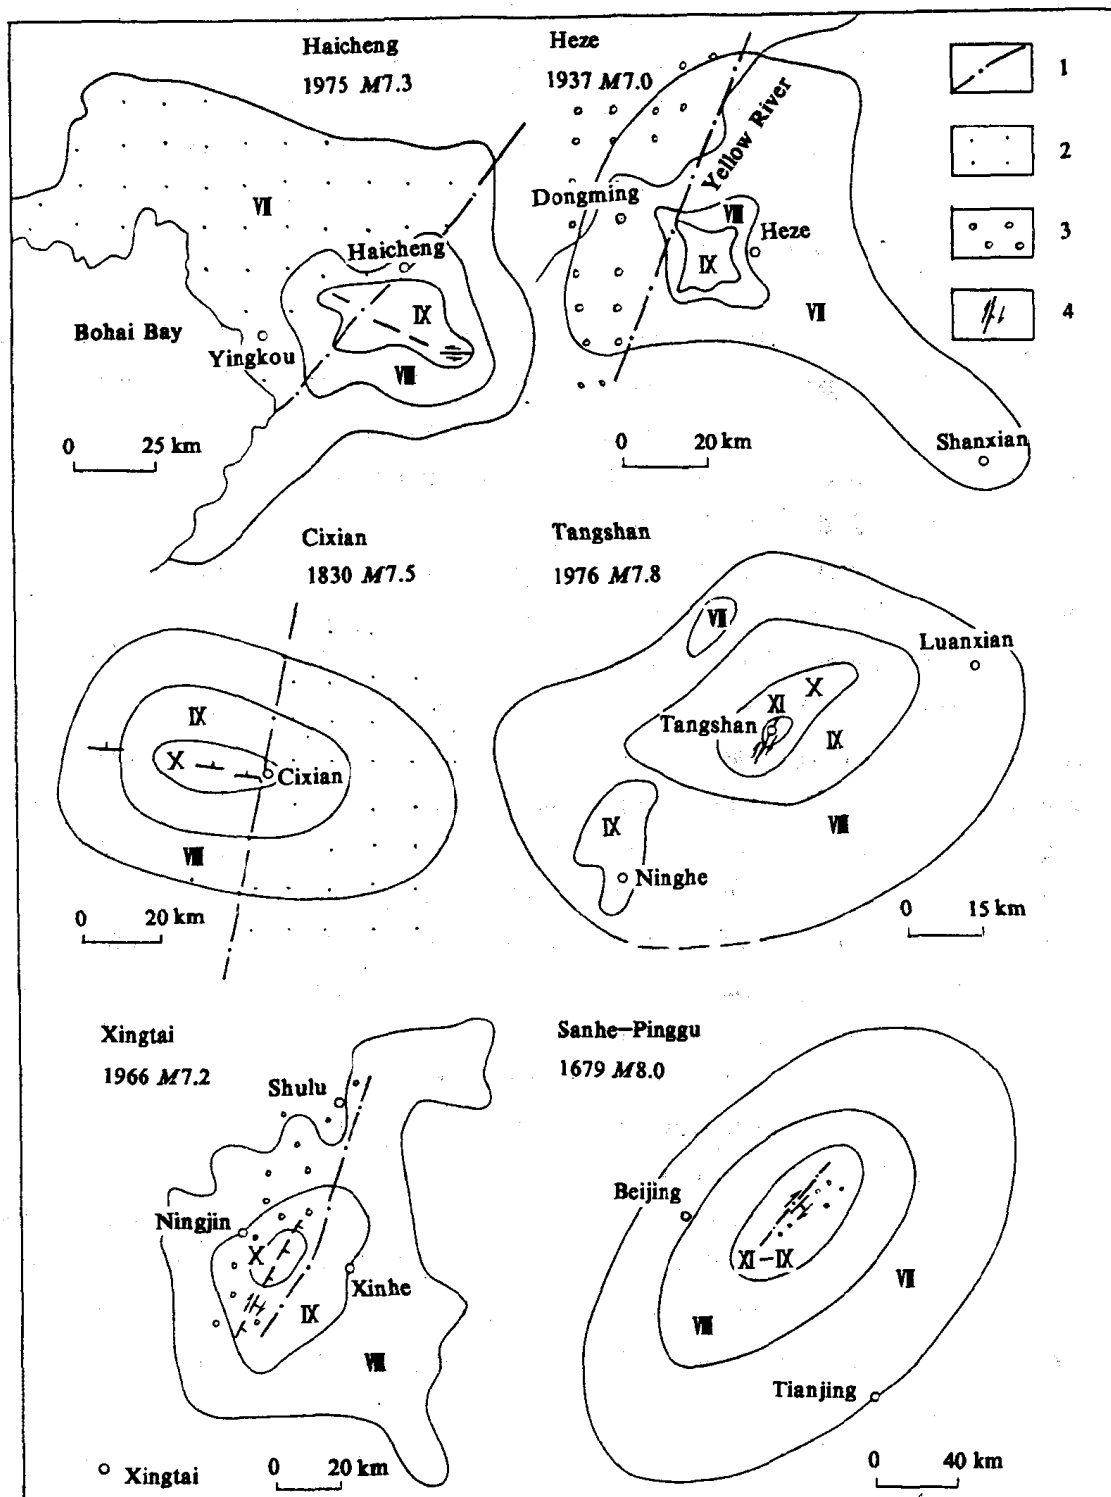 Haicheng
1975 M7.3
Ⅶ
Haicheng
Ⅸ
Bohai Bay
Yingkou
Ⅷ
0 25 km
Heze
1937 M7.0
Yellow River
Dongming
Ⅷ
Heze
Ⅸ
Ⅶ
Shanxian
0 20 km
1
2
3
4
Cixian
1830 M7.5
Ⅸ
X
Cixian
Ⅷ
0 20 km
Tangshan
1976 M7.8
Ⅶ
Luanxian
X
Ⅺ
Tangshan
Ⅸ
Ⅸ
Ⅷ
Ninghe
0 15 km
Xingtai
1966 M7.2
Shulu
Ningjin
X
Xinhe
Ⅸ
Ⅷ
Xingtai
0 20 km
Sanhe—Pinggu
1679 M8.0
Beijing
Ⅺ—Ⅸ
Ⅶ
Ⅷ
Tianjing
0 40 km